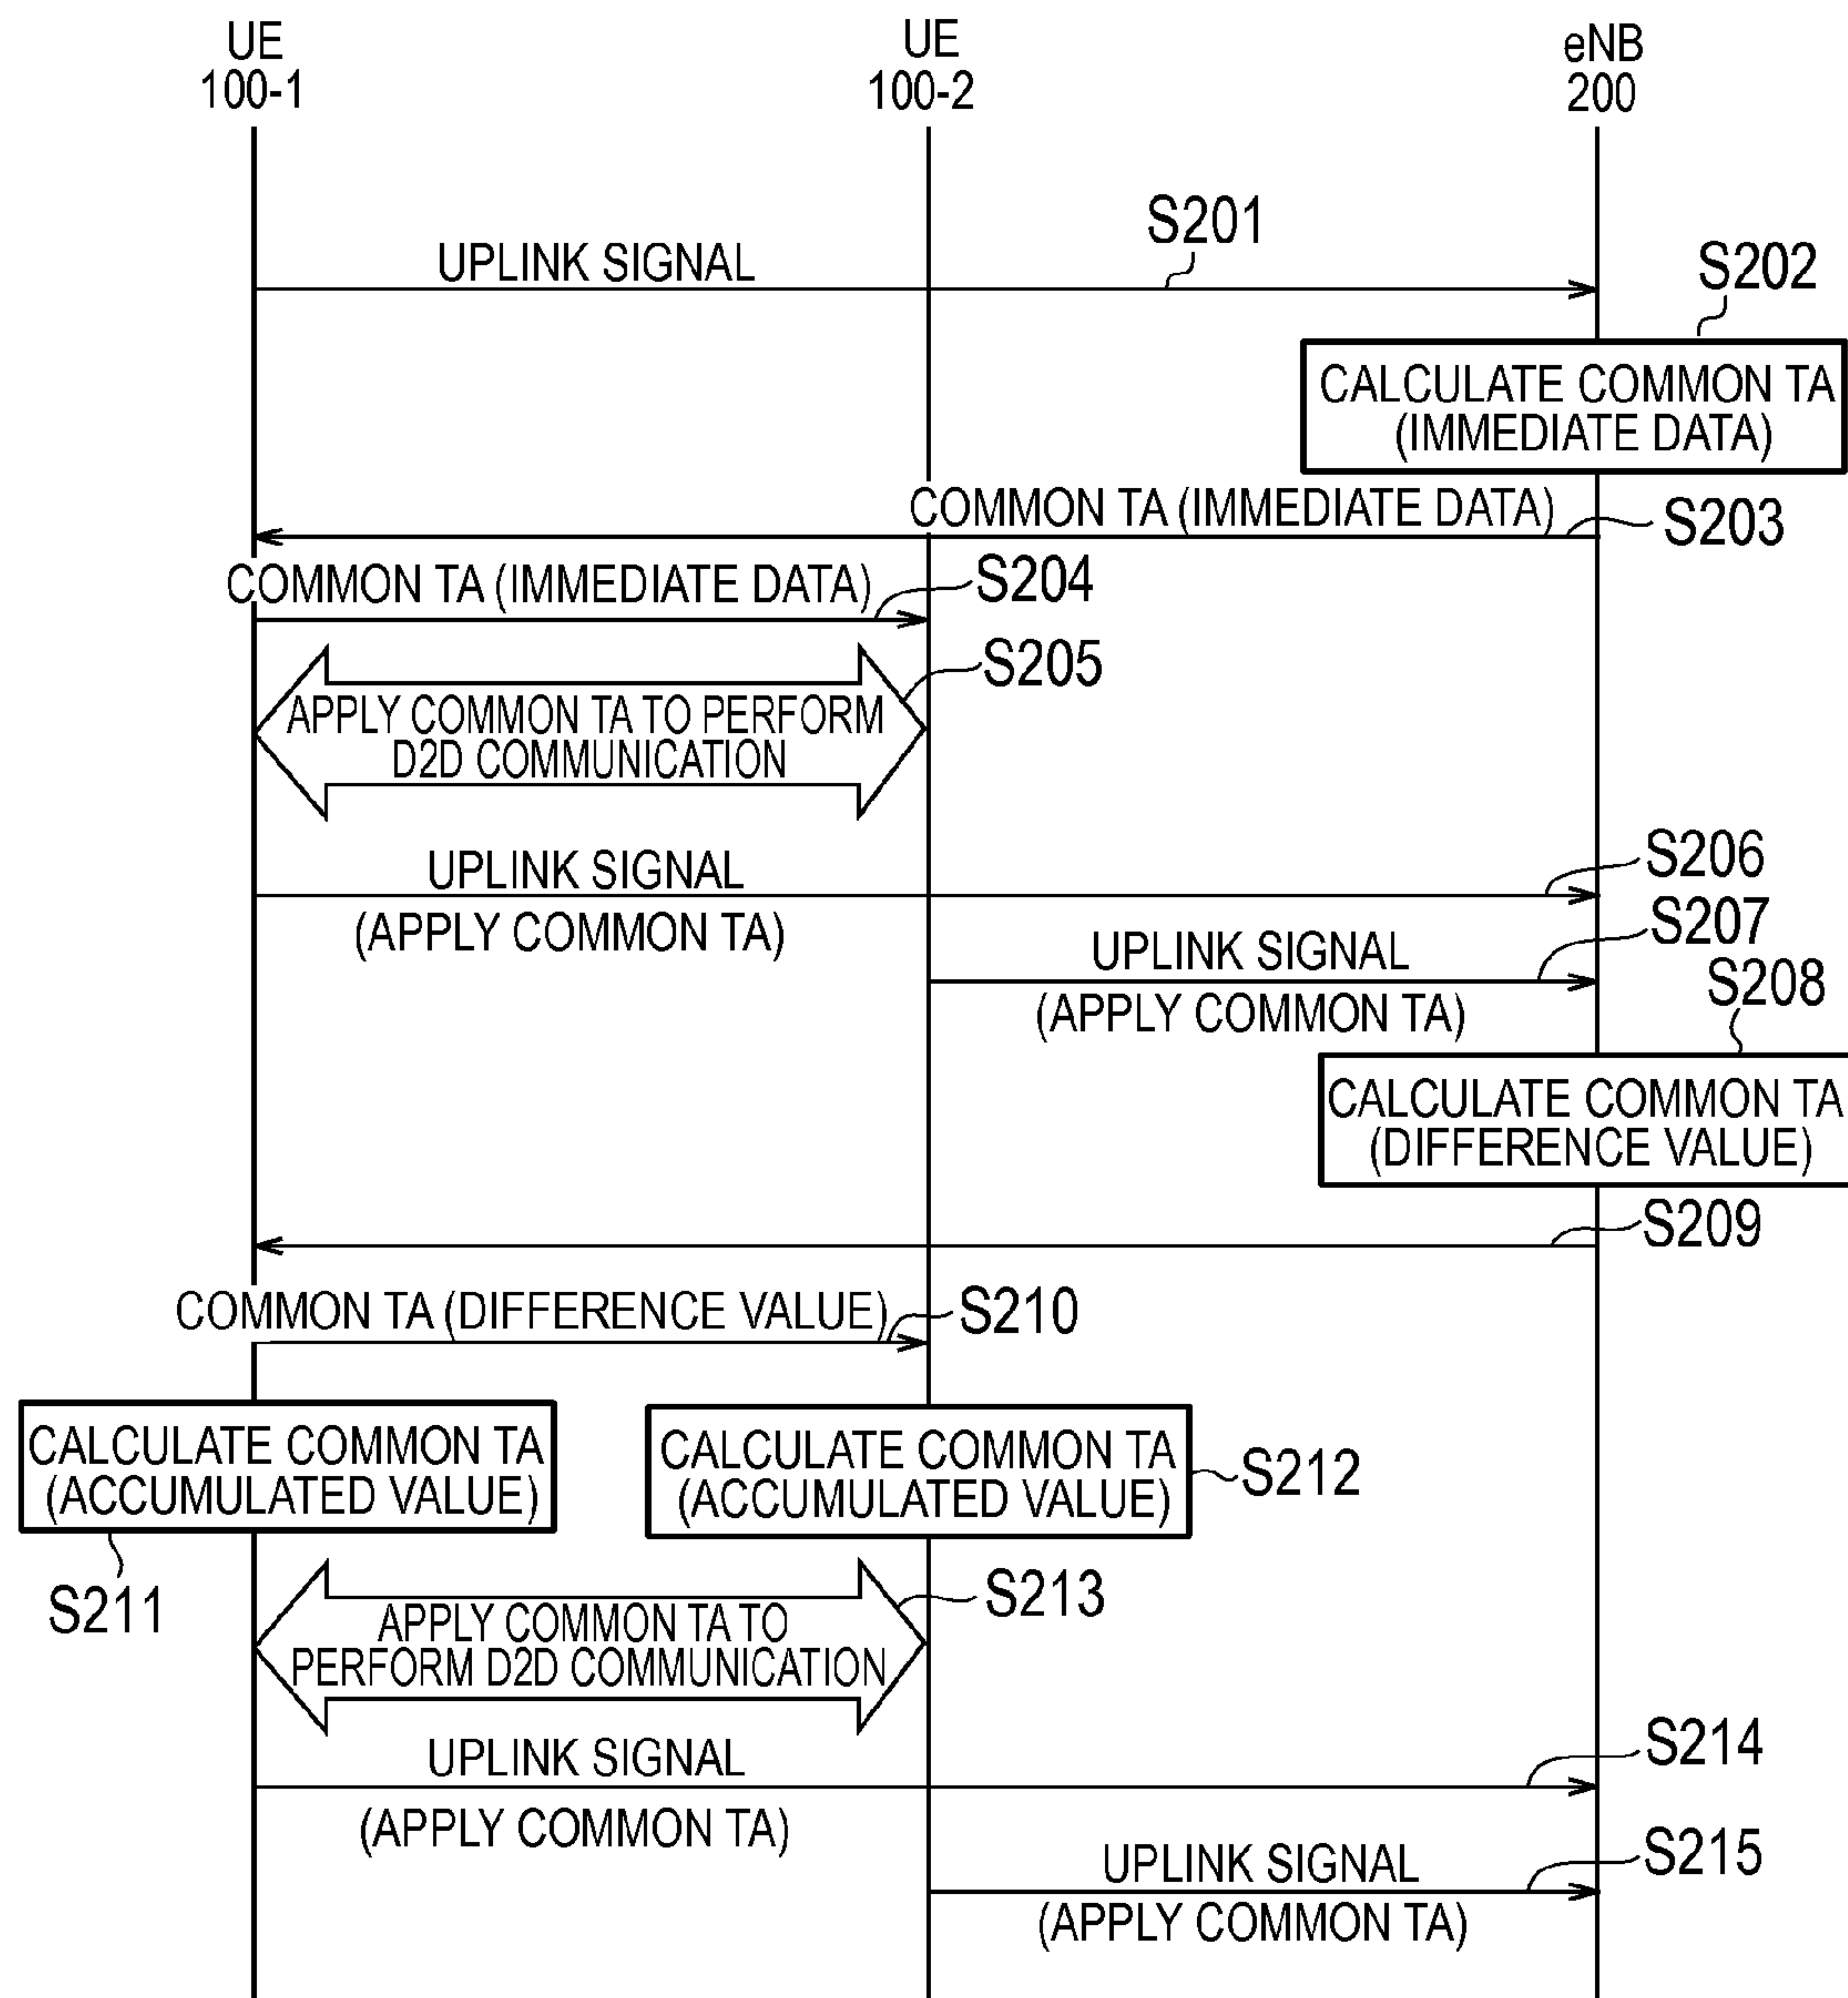 UE
100-1
UE
100-2
eNB
200
S201
UPLINK SIGNAL
S202
CALCULATE COMMON TA
(IMMEDIATE DATA)
COMMON TA (IMMEDIATE DATA)
S203
COMMON TA (IMMEDIATE DATA)
S204
S205
APPLY COMMON TA TO PERFORM
D2D COMMUNICATION
UPLINK SIGNAL
S206
(APPLY COMMON TA)
S207
UPLINK SIGNAL
(APPLY COMMON TA)
S208
CALCULATE COMMON TA
(DIFFERENCE VALUE)
S209
COMMON TA (DIFFERENCE VALUE)
S210
CALCULATE COMMON TA
(ACCUMULATED VALUE)
S211
CALCULATE COMMON TA
(ACCUMULATED VALUE)
S212
S213
APPLY COMMON TA TO
PERFORM D2D COMMUNICATION
UPLINK SIGNAL
S214
(APPLY COMMON TA)
UPLINK SIGNAL
S215
(APPLY COMMON TA)